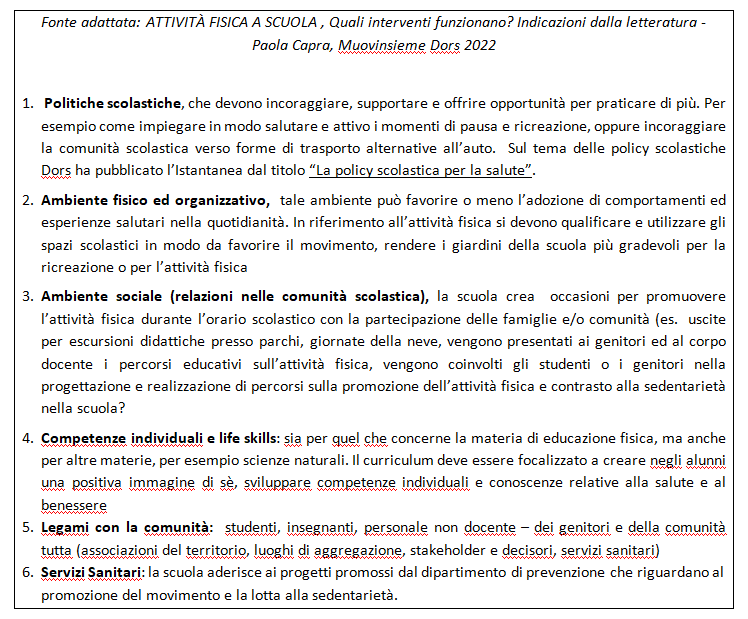 Fonte adattata: ATTIVITÀ FISICA A SCUOLA , Quali interventi funzionano? Indicazioni dalla letteratura -
Paola Capra, Muovinsieme Dors 2022
1. Politiche scolastiche, che devono incoraggiare, supportare e offrire opportunità per praticare di più. Per
esempio come impiegare in modo salutare e attivo i momenti di pausa e ricreazione, oppure incoraggiare
la comunità scolastica verso forme di trasporto alternative all’auto. Sul tema delle policy scolastiche
Dors ha pubblicato l’Istantanea dal titolo “La policy scolastica per la salute”.
2. Ambiente fisico ed organizzativo, tale ambiente può favorire o meno l’adozione di comportamenti ed
esperienze salutari nella quotidianità. In riferimento all’attività fisica si devono qualificare e utilizzare gli
spazi scolastici in modo da favorire il movimento, rendere i giardini della scuola più gradevoli per la
ricreazione o per l’attività fisica
3. Ambiente sociale (relazioni nelle comunità scolastica), la scuola crea occasioni per promuovere
l’attività fisica durante l’orario scolastico con la partecipazione delle famiglie e/o comunità (es. uscite
per escursioni didattiche presso parchi, giornate della neve, vengono presentati ai genitori ed al corpo
docente i percorsi educativi sull’attività fisica, vengono coinvolti gli studenti o i genitori nella
progettazione e realizzazione di percorsi sulla promozione dell’attività fisica e contrasto alla sedentarietà
nella scuola?
4. Competenze individuali e life skills: sia per quel che concerne la materia di educazione fisica, ma anche
per altre materie, per esempio scienze naturali. Il curriculum deve essere focalizzato a creare negli alunni
una positiva immagine di sè, sviluppare competenze individuali e conoscenze relative alla salute e al
benessere
5. Legami con la comunità: studenti, insegnanti, personale non docente – dei genitori e della comunità
tutta (associazioni del territorio, luoghi di aggregazione, stakeholder e decisori, servizi sanitari)
6. Servizi Sanitari: la scuola aderisce ai progetti promossi dal dipartimento di prevenzione che riguardano al
promozione del movimento e la lotta alla sedentarietà.